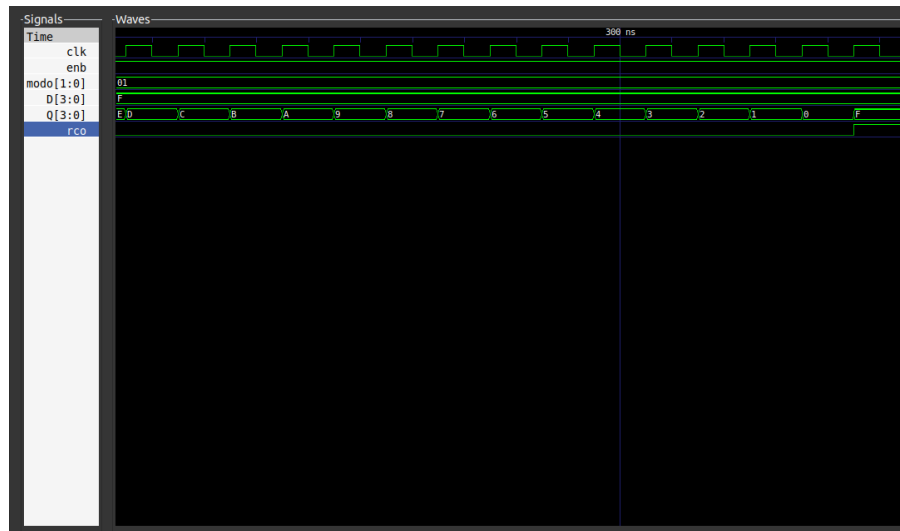 Signals Waves
Time 300 ns
clk
enb
modo[1:0] 01
D[3:0] F
Q[3:0] E D C B A 9 8 7 6 5 4 3 2 1 0 F
rco